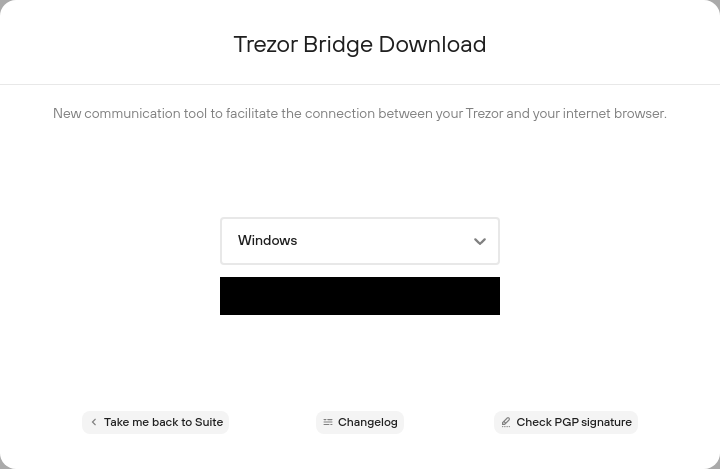 Trezor Bridge Download
New communication tool to facilitate the connection between your Trezor and your internet browser.
Windows
Take me back to Suite
Changelog
Check PGP signature